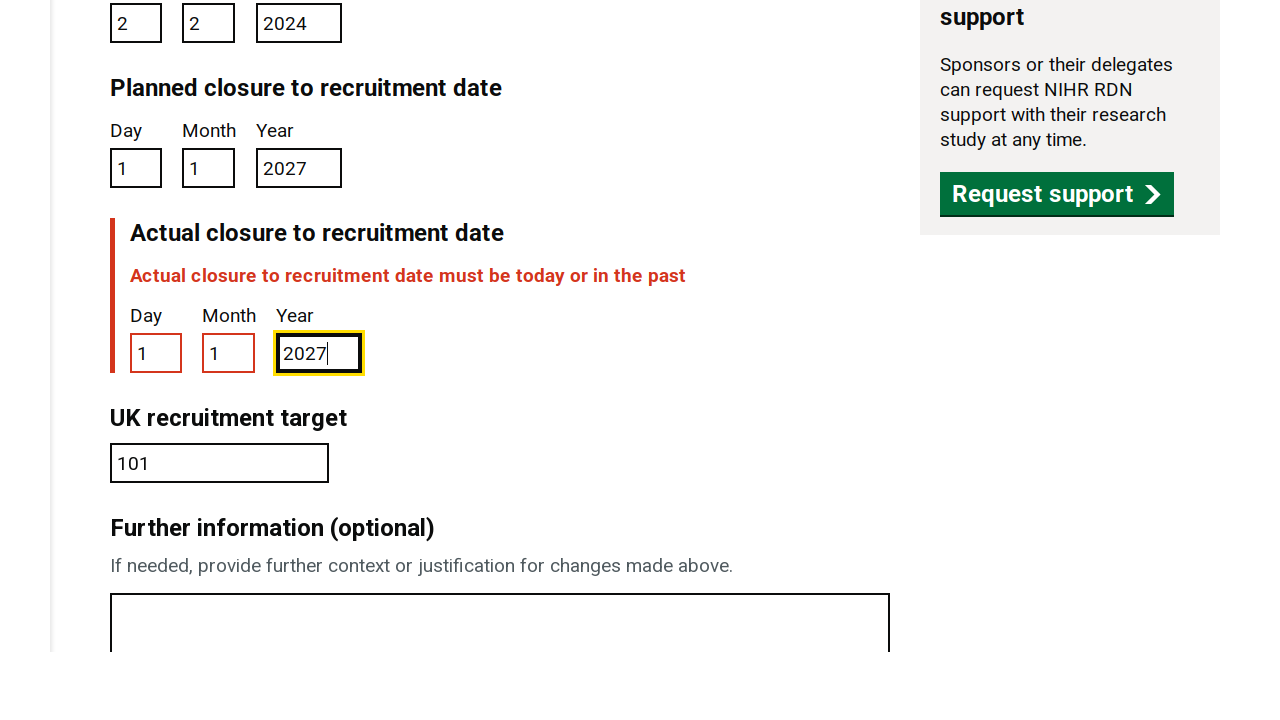 2 2 2024
Planned closure to recruitment date
Day Month Year
1 1 2027
Actual closure to recruitment date
Actual closure to recruitment date must be today or in the past
Day Month Year
1 1 2027
UK recruitment target
101
Further information (optional)
If needed, provide further context or justification for changes made above.
support
Sponsors or their delegates
can request NIHR RDN
support with their research
study at any time.
Request support